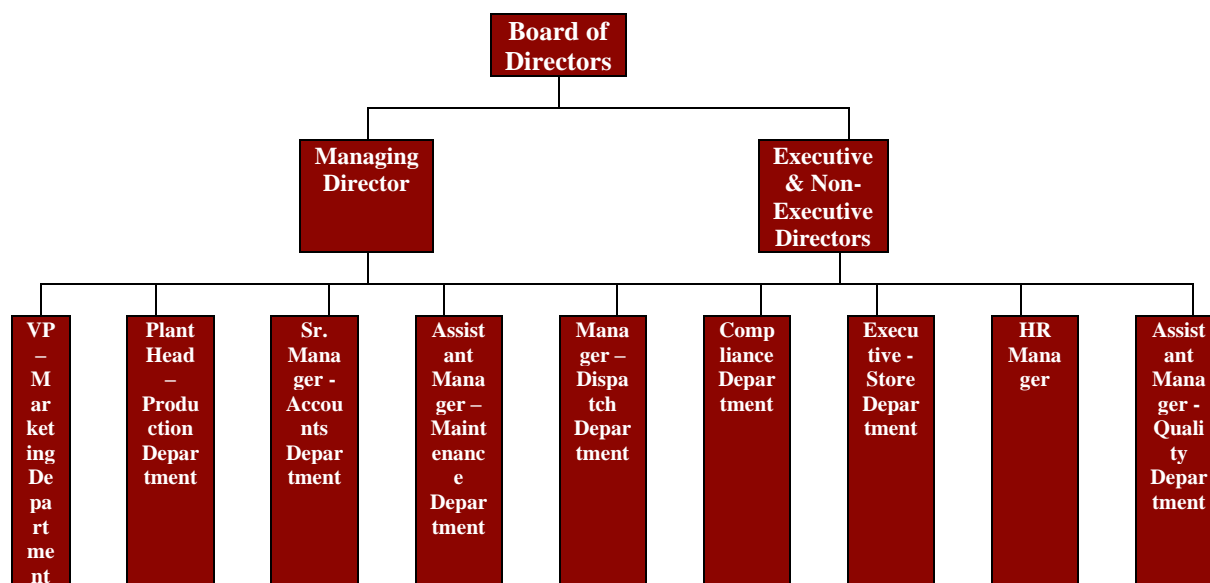 Board of
Directors
Managing
Director
Executive
& Non-
Executive
Directors
VP
–
M
ar
ket
ing
De
pa
rt
me
nt
Plant
Head
–
Produ
ction
Depar
tment
Sr.
Mana
ger -
Accou
nts
Depar
tment
Assist
ant
Mana
ger –
Maint
enanc
e
Depar
tment
Mana
ger –
Dispa
tch
Depar
tment
Comp
liance
Depar
tment
Execu
tive -
Store
Depar
tment
HR
Mana
ger
Assist
ant
Mana
ger -
Quali
ty
Depar
tment